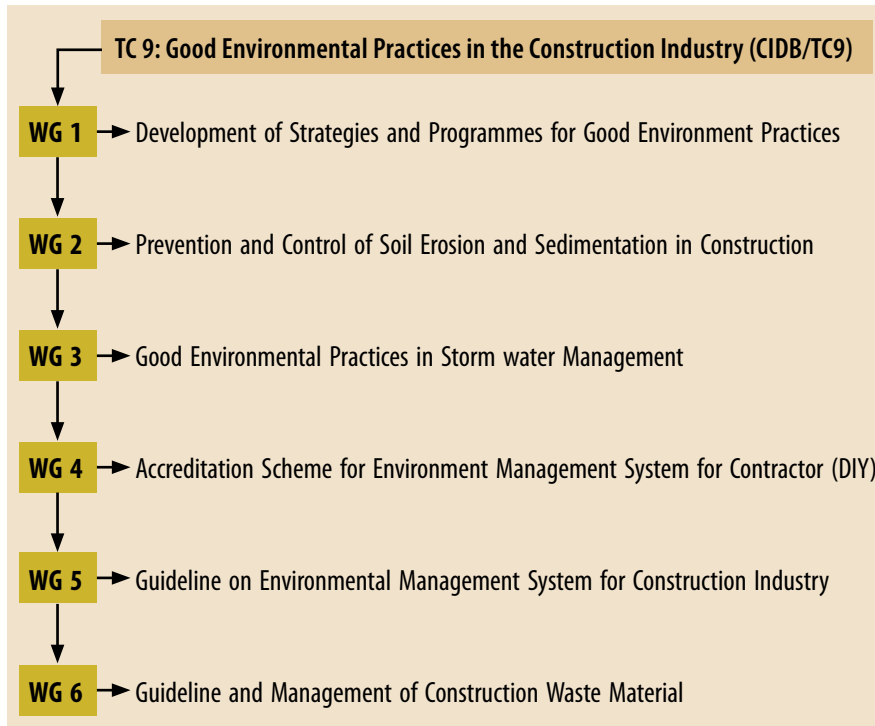 TC 9: Good Environmental Practices in the Construction Industry (CIDB/TC9)
WG 1 Development of Strategies and Programmes for Good Environment Practices
WG 2 Prevention and Control of Soil Erosion and Sedimentation in Construction
WG 3 Good Environmental Practices in Storm water Management
WG 4 Accreditation Scheme for Environment Management System for Contractor (DIY)
WG 5 Guideline on Environmental Management System for Construction Industry
WG 6 Guideline and Management of Construction Waste Material